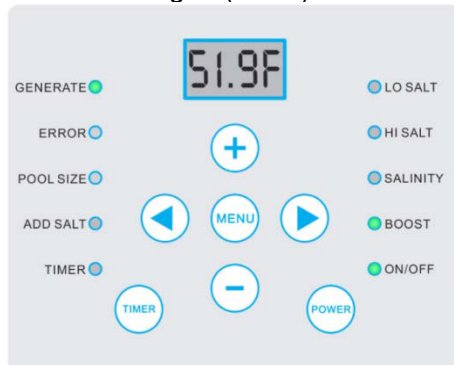 51.9F
GENERATE
LO SALT
ERROR
HI SALT
POOL SIZE
MENU
SALINITY
ADD SALT
BOOST
TIMER
ON/OFF
TIMER
POWER